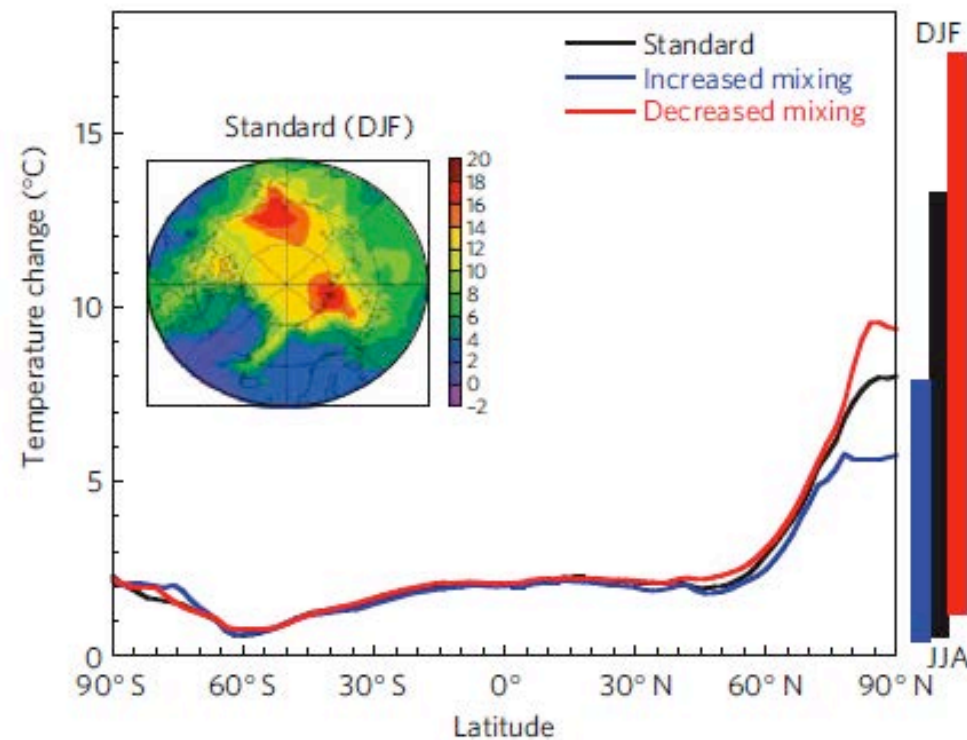 DJF
Standard
Increased mixing
Decreased mixing
Standard (DJF)
20
18
16
14
12
10
8
6
4
2
0
−2
Temperature change (°C)
15
10
5
0
JJA
90° S
60° S
30° S
0°
30° N
60° N
90° N
Latitude